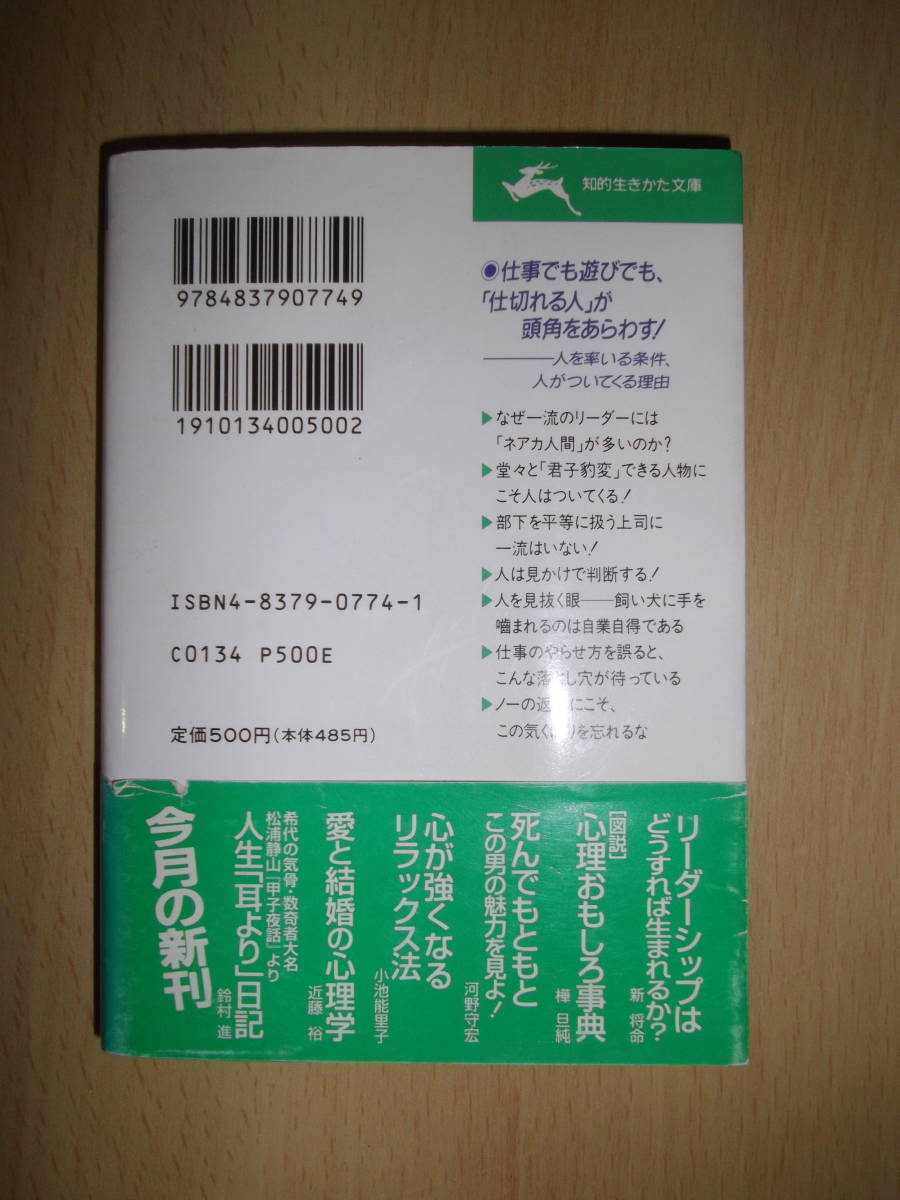 知的生きかた文庫
9784837907749
1910134005002
ISBN4-8379-0774-1
C0134 P500E
定価500円(本体485円)
◉仕事でも遊びでも、
「仕切れる人」が
頭角をあらわす!
———人を率いる条件、
人がついてくる理由
▶なぜ一流のリーダーには
「ネアカ人間」が多いのか?
▶堂々と「君子豹変」できる人物に
こそ人はついてくる!
▶部下を平等に扱う上司に
一流はいない!
▶人は見かけで判断する!
▶人を見抜く眼——飼い犬に手を
嚙まれるのは自業自得である
▶仕事のやらせ方を誤ると、
こんな落とし穴が待っている
▶ノーの返事にこそ、
この気くばりを忘れるな
リーダーシップは
どうすれば生まれるか?
新 将命
[図説]
心理おもしろ事典
樺 旦純
死んでもともと
この男の魅力を見よ!
河野守宏
心が強くなる
リラックス法
小池能里子
愛と結婚の心理学
近藤 裕
希代の気骨・数奇者大名
松浦静山「甲子夜話」より
人生「耳より」日記
鈴村 進
今月の新刊